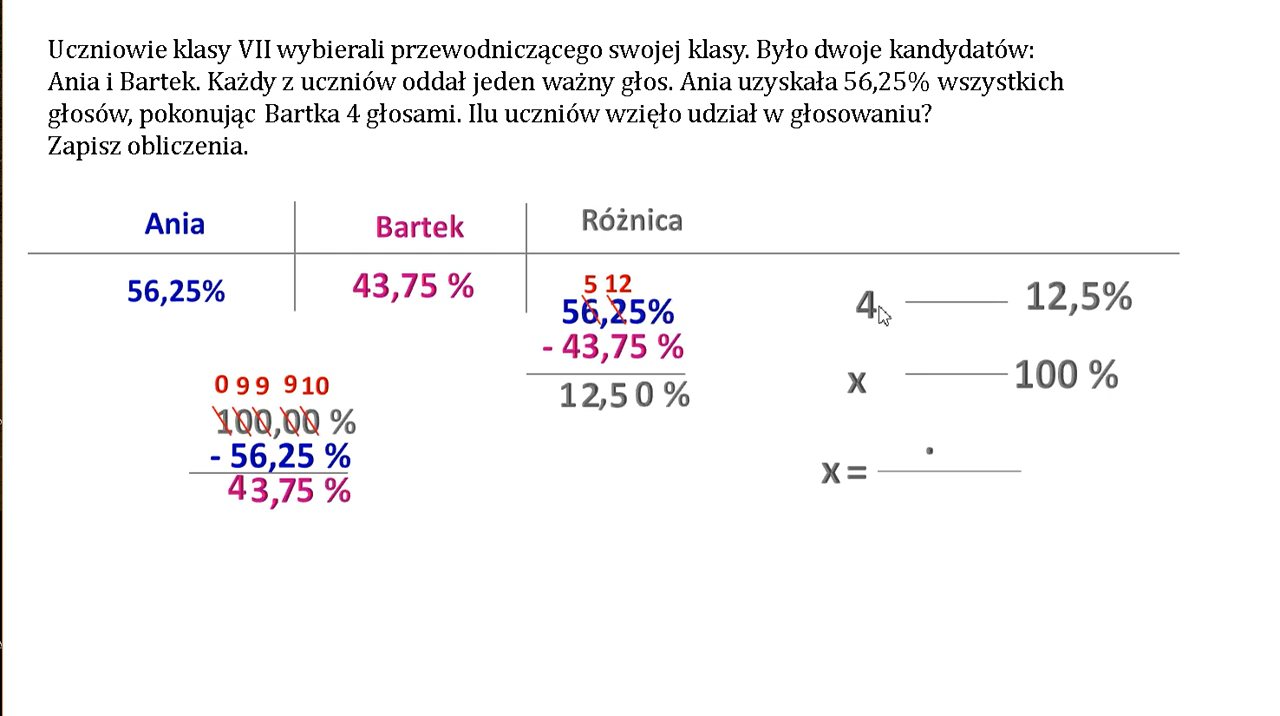 Uczniowie klasy VII wybierali przewodniczącego swojej klasy. Było dwoje kandydatów:
Ania i Bartek. Każdy z uczniów oddał jeden ważny głos. Ania uzyskała 56,25% wszystkich
głosów, pokonując Bartka 4 głosami. Ilu uczniów wzięło udział w głosowaniu?
Zapisz obliczenia.
Ania Bartek Różnica
56,25% 43,75 %
5 12
56,25%
- 43,75 %
12,50 %
0 9 9 9 10
100,00 %
- 56,25 %
43,75 %
4 12,5%
x 100 %
x = .